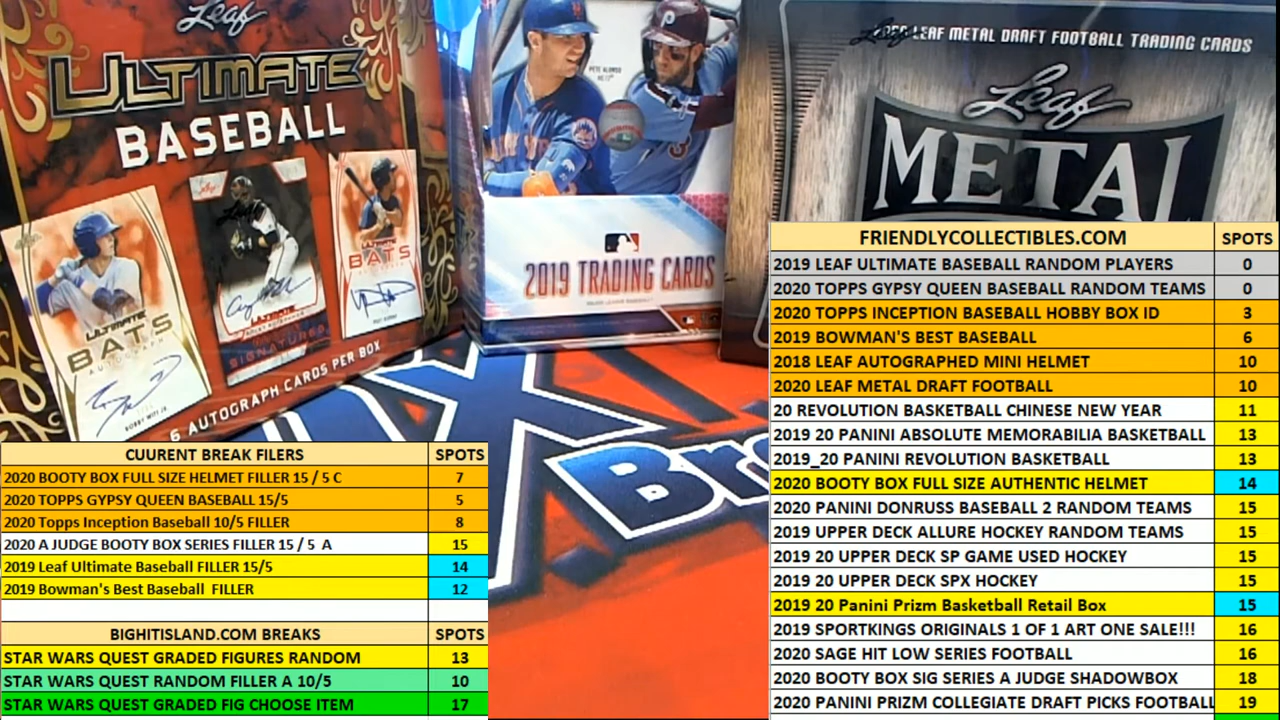 Leaf
ULTIMATE
BASEBALL
ULTIMATE
BATS
AUTOGRAPH
BOBBY WITT JR.
SIGNATURES
ULTIMATE
BATS
6 AUTOGRAPH CARDS PER BOX
PETE ALONSO
2019 TRADING CARDS
LEAF METAL DRAFT FOOTBALL TRADING CARDS
Leaf
METAL
Br
FRIENDLYCOLLECTIBLES.COM SPOTS
2019 LEAF ULTIMATE BASEBALL RANDOM PLAYERS 0
2020 TOPPS GYPSY QUEEN BASEBALL RANDOM TEAMS 0
2020 TOPPS INCEPTION BASEBALL HOBBY BOX ID 3
2019 BOWMAN'S BEST BASEBALL 6
2018 LEAF AUTOGRAPHED MINI HELMET 10
2020 LEAF METAL DRAFT FOOTBALL 10
20 REVOLUTION BASKETBALL CHINESE NEW YEAR 11
2019 20 PANINI ABSOLUTE MEMORABILIA BASKETBALL 13
2019_20 PANINI REVOLUTION BASKETBALL 13
2020 BOOTY BOX FULL SIZE AUTHENTIC HELMET 14
2020 PANINI DONRUSS BASEBALL 2 RANDOM TEAMS 15
2019 UPPER DECK ALLURE HOCKEY RANDOM TEAMS 15
2019 20 UPPER DECK SP GAME USED HOCKEY 15
2019 20 UPPER DECK SPX HOCKEY 15
2019 20 Panini Prizm Basketball Retail Box 15
2019 SPORTKINGS ORIGINALS 1 OF 1 ART ONE SALE!!! 16
2020 SAGE HIT LOW SERIES FOOTBALL 16
2020 BOOTY BOX SIG SERIES A JUDGE SHADOWBOX 18
2020 PANINI PRIZM COLLEGIATE DRAFT PICKS FOOTBALL 19
CUURENT BREAK FILERS SPOTS
2020 BOOTY BOX FULL SIZE HELMET FILLER 15 / 5 C 7
2020 TOPPS GYPSY QUEEN BASEBALL 15/5 5
2020 Topps Inception Baseball 10/5 FILLER 8
2020 A JUDGE BOOTY BOX SERIES FILLER 15 / 5 A 15
2019 Leaf Ultimate Baseball FILLER 15/5 14
2019 Bowman's Best Baseball FILLER 12
BIGHITISLAND.COM BREAKS SPOTS
STAR WARS QUEST GRADED FIGURES RANDOM 13
STAR WARS QUEST RANDOM FILLER A 10/5 10
STAR WARS QUEST GRADED FIG CHOOSE ITEM 17